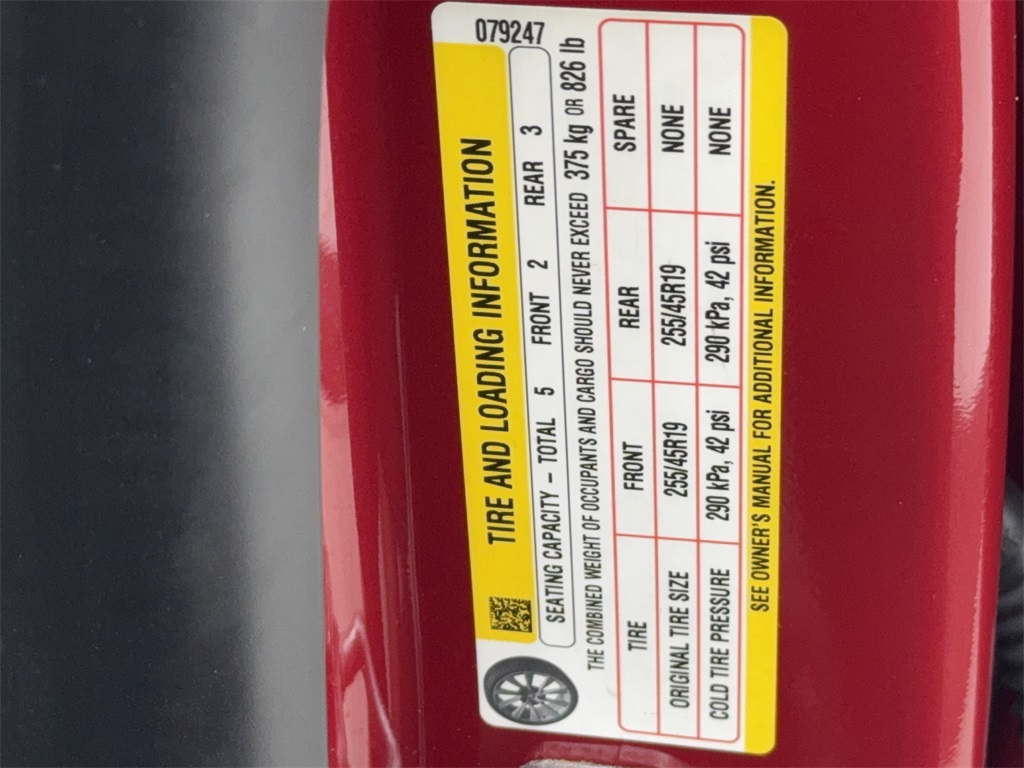 079247
TIRE AND LOADING INFORMATION
SEATING CAPACITY – TOTAL 5 FRONT 2 REAR 3
THE COMBINED WEIGHT OF OCCUPANTS AND CARGO SHOULD NEVER EXCEED 375 kg OR 826 lb
TIRE FRONT REAR SPARE
ORIGINAL TIRE SIZE 255/45R19 255/45R19 NONE
COLD TIRE PRESSURE 290 kPa, 42 psi 290 kPa, 42 psi NONE
SEE OWNER'S MANUAL FOR ADDITIONAL INFORMATION.